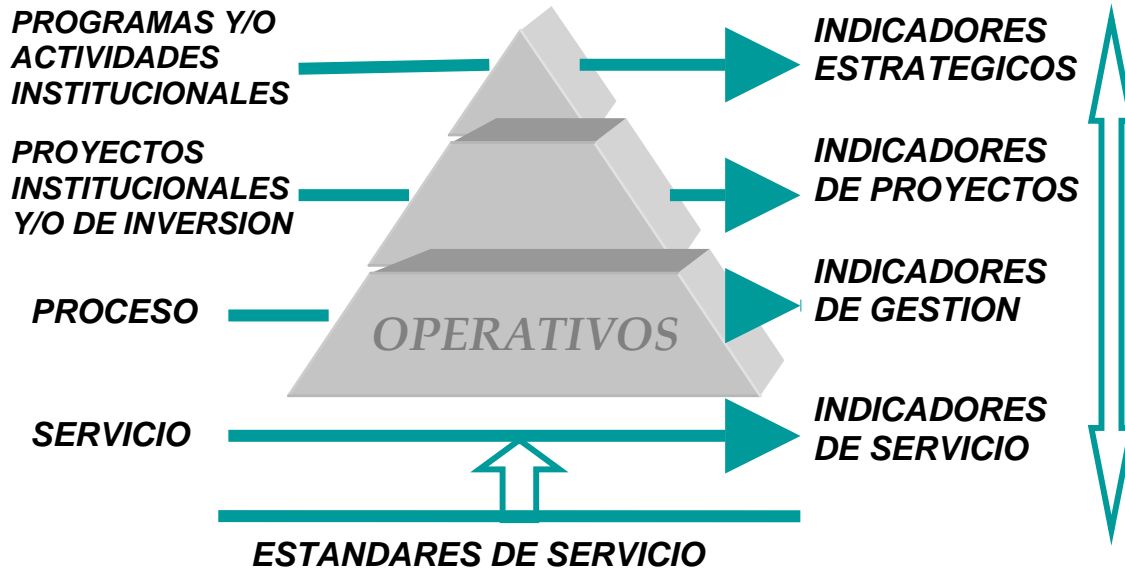 PROGRAMAS Y/O
ACTIVIDADES
INSTITUCIONALES
INDICADORES
ESTRATEGICOS
PROYECTOS
INSTITUCIONALES
Y/O DE INVERSION
INDICADORES
DE PROYECTOS
PROCESO
OPERATIVOS
INDICADORES
DE GESTION
SERVICIO
INDICADORES
DE SERVICIO
ESTANDARES DE SERVICIO